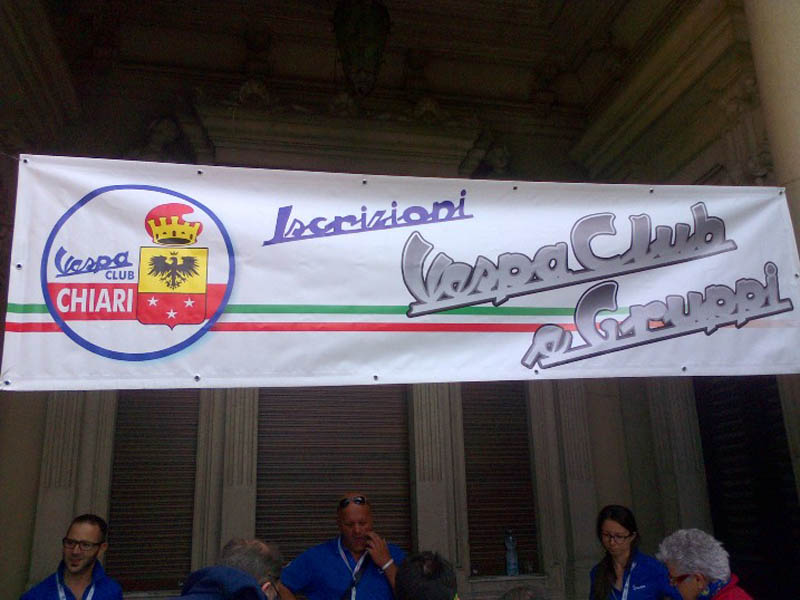 Vespa
CLUB
CHIARI
Iscrizioni
Vespa Club
e Gruppi